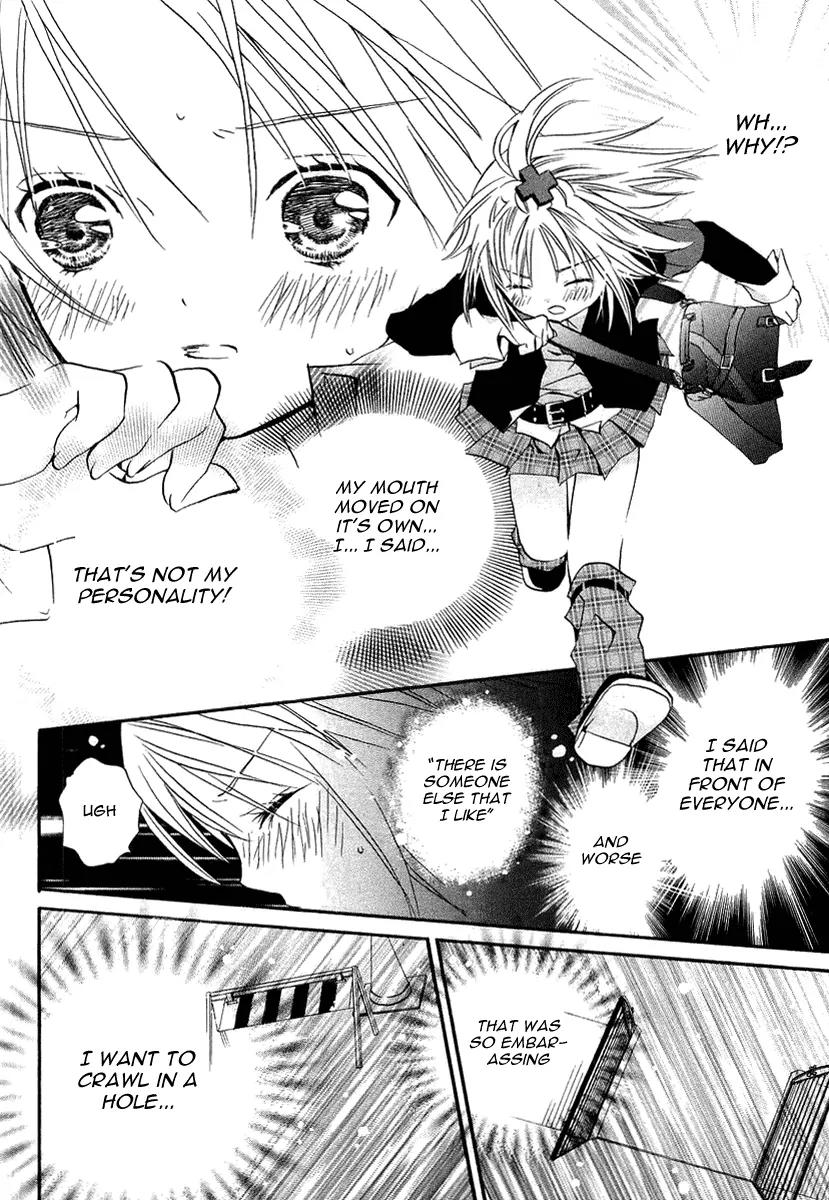 WH...
WHY!?
MY MOUTH
MOVED ON
IT'S OWN...
I... I SAID...
THAT'S NOT MY
PERSONALITY!
I SAID
THAT IN
FRONT OF
EVERYONE...
AND
WORSE
"THERE IS
SOMEONE
ELSE THAT
I LIKE"
UGH
THAT WAS
SO EMBAR-
ASSING
I WANT TO
CRAWL IN A
HOLE...